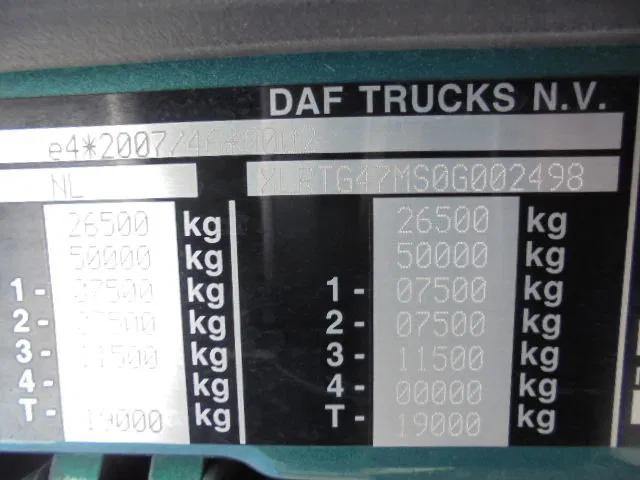 DAF TRUCKS N.V.
e4*2007/46*0012
NL XLRTG47MS0G002498
26500 kg 26500 kg
50000 kg 50000 kg
1- 07500 kg 1- 07500 kg
2- 07500 kg 2- 07500 kg
3- 11500 kg 3- 11500 kg
4- kg 4- 00000 kg
T- 19000 kg T- 19000 kg